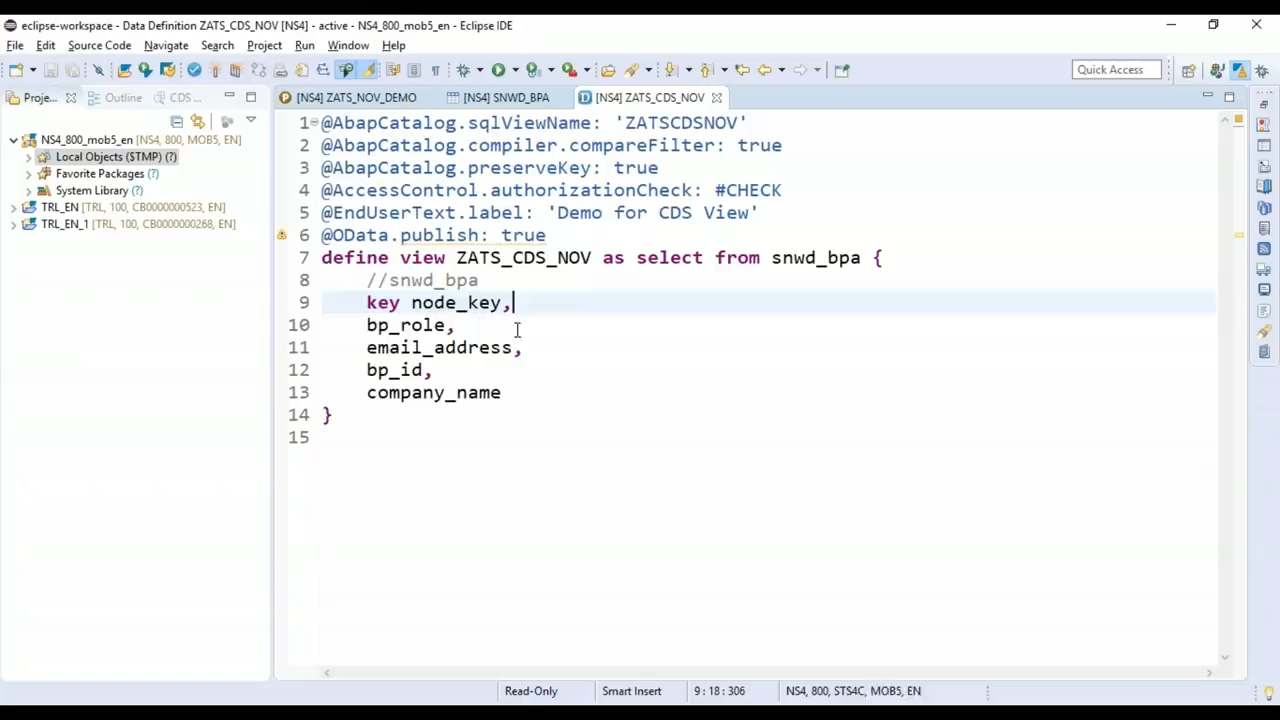 eclipse-workspace - Data Definition ZATS_CDS_NOV [NS4] - active - NS4_800_mob5_en - Eclipse IDE
File Edit Source Code Navigate Search Project Run Window Help
Quick Access
Proje... Outline CDS ...
[NS4] ZATS_NOV_DEMO [NS4] SNWD_BPA [NS4] ZATS_CDS_NOV
NS4_800_mob5_en [NS4, 800, MOB5, EN]
Local Objects ($TMP) (?)
Favorite Packages (?)
System Library (?)
TRL_EN [TRL, 100, CB0000000523, EN]
TRL_EN_1 [TRL, 100, CB0000000268, EN]
1 @AbapCatalog.sqlViewName: 'ZATSCDSNOV'
2 @AbapCatalog.compiler.compareFilter: true
3 @AbapCatalog.preserveKey: true
4 @AccessControl.authorizationCheck: #CHECK
5 @EndUserText.label: 'Demo for CDS View'
6 @OData.publish: true
7 define view ZATS_CDS_NOV as select from snwd_bpa {
8 //snwd_bpa
9 key node_key,
10 bp_role,
11 email_address,
12 bp_id,
13 company_name
14 }
15
Read-Only Smart Insert 9 : 18 : 306 NS4, 800, STS4C, MOB5, EN